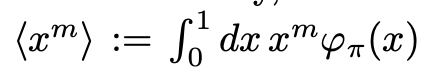 ⟨x^m⟩ := ∫_0^1 dx x^m φ_π(x)